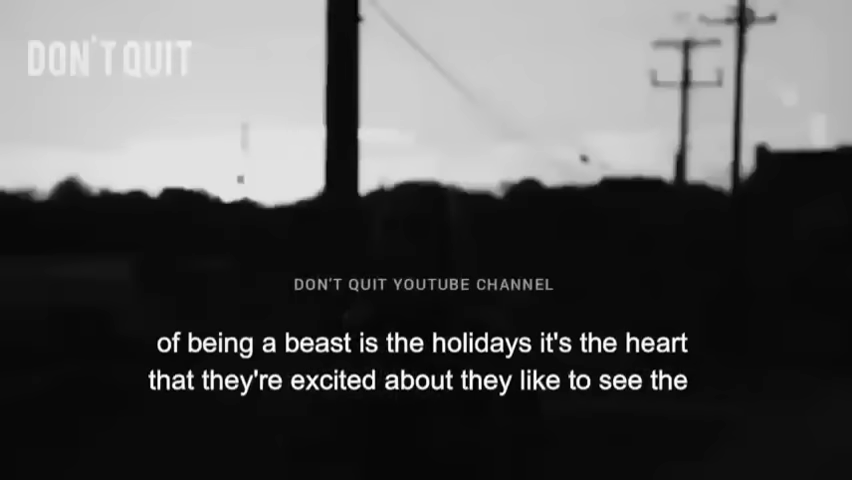 DON'T QUIT
DON'T QUIT YOUTUBE CHANNEL
of being a beast is the holidays it's the heart
that they're excited about they like to see the